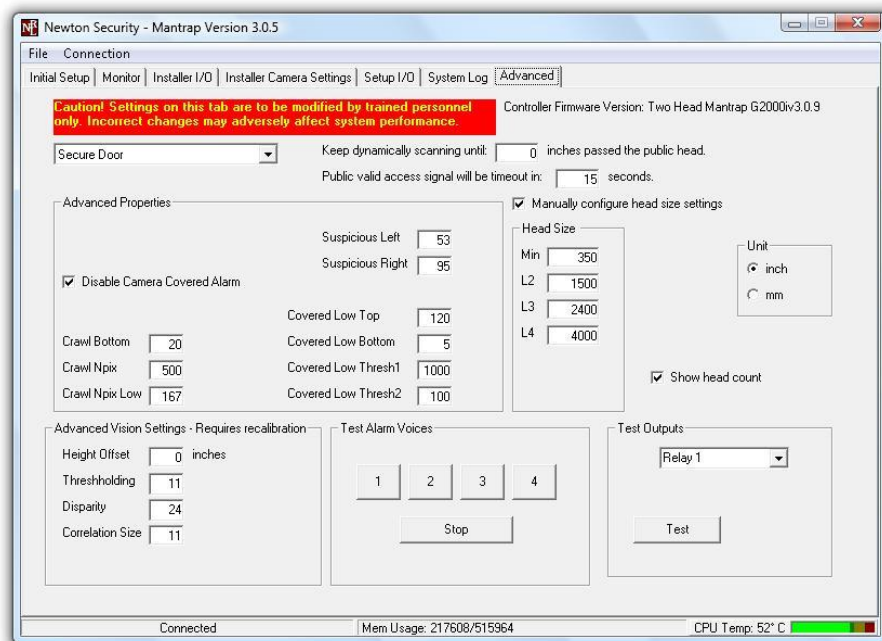 Newton Security - Mantrap Version 3.0.5
File Connection
Initial Setup Monitor Installer I/O Installer Camera Settings Setup I/O System Log Advanced
Caution! Settings on this tab are to be modified by trained personnel
only. Incorrect changes may adversely affect system performance.
Controller Firmware Version: Two Head Mantrap G2000iv3.0.9
Secure Door
Keep dynamically scanning until: 0 inches passed the public head.
Public valid access signal will be timeout in: 15 seconds.
Advanced Properties
Suspicious Left 53
Suspicious Right 95
Disable Camera Covered Alarm
Covered Low Top 120
Crawl Bottom 20
Covered Low Bottom 5
Crawl Npix 500
Covered Low Thresh1 1000
Crawl Npix Low 167
Covered Low Thresh2 100
Manually configure head size settings
Head Size
Min 350
L2 1500
L3 2400
L4 4000
Unit
inch
mm
Show head count
Advanced Vision Settings - Requires recalibration
Height Offset 0 inches
Threshholding 11
Disparity 24
Correlation Size 11
Test Alarm Voices
1 2 3 4
Stop
Test Outputs
Relay 1
Test
Connected
Mem Usage: 217608/515964
CPU Temp: 52° C